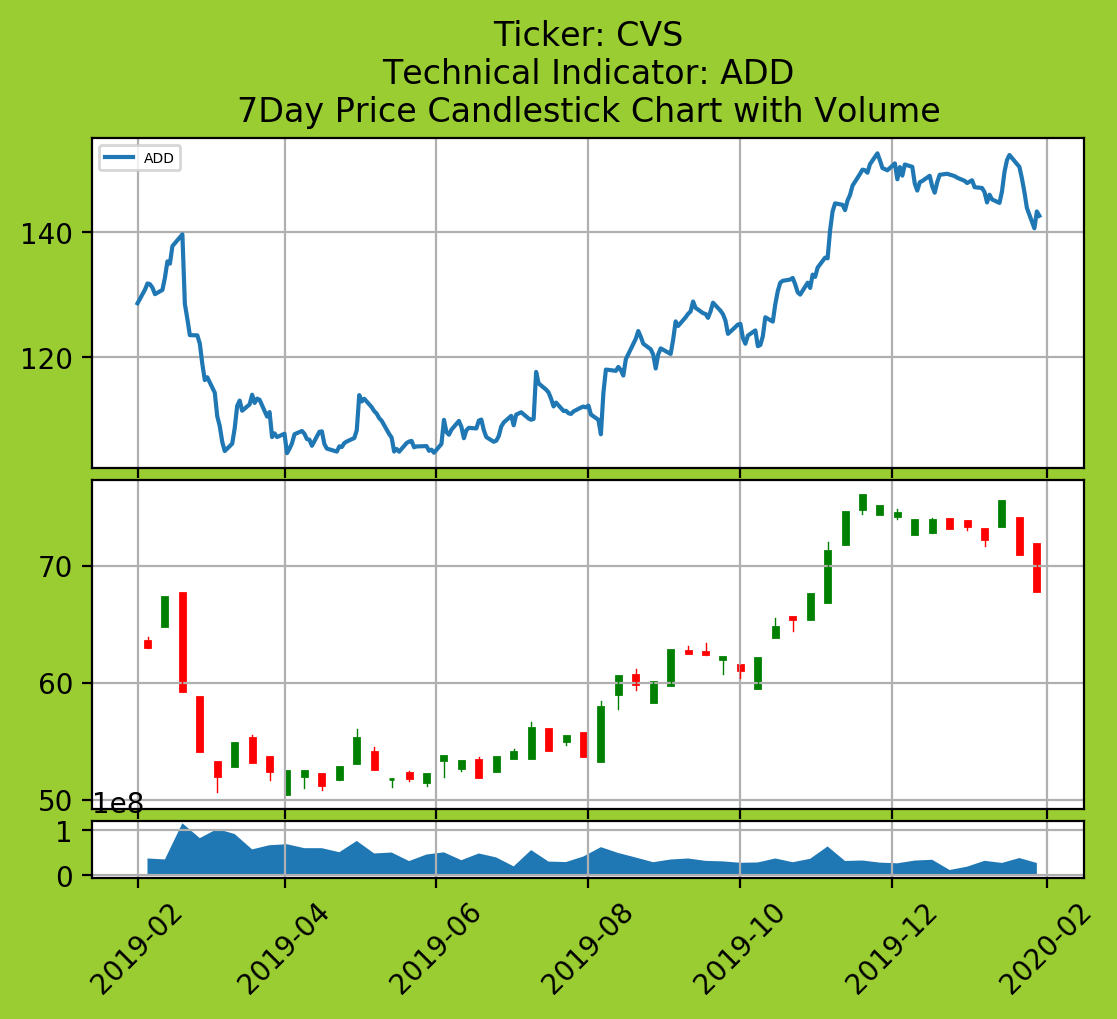 Ticker: CVS
Technical Indicator: ADD
7Day Price Candlestick Chart with Volume
ADD
140
120
70
60
50
1e8
1
0
2019-02
2019-04
2019-06
2019-08
2019-10
2019-12
2020-02